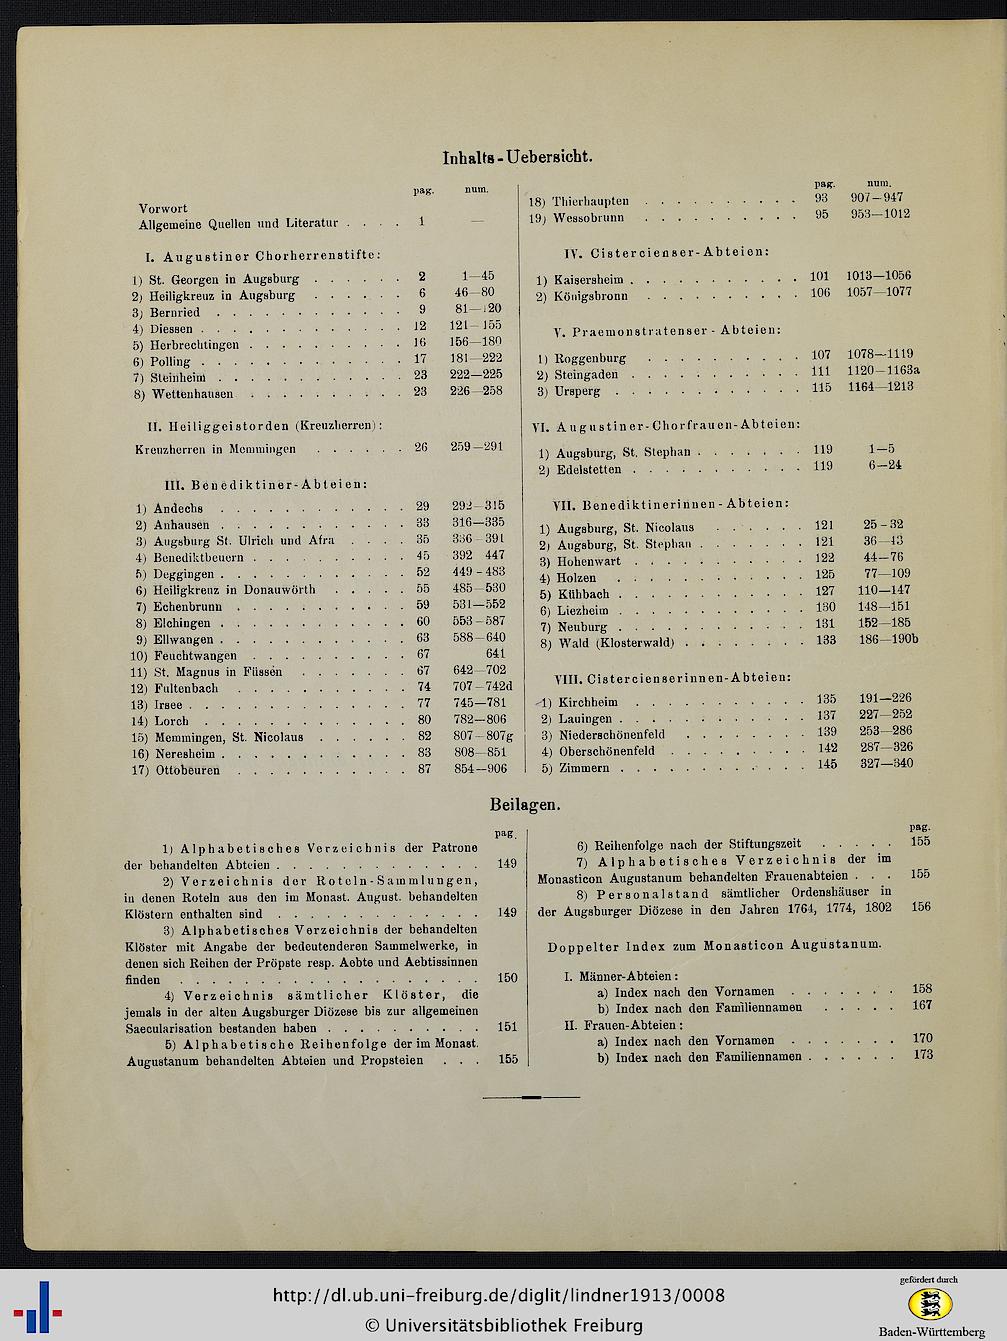 Inhalts-Uebersicht.
pag. num.
Vorwort
Allgemeine Quellen und Literatur . . . . 1 —
I. Augustiner Chorherrenstifte:
1) St. Georgen in Augsburg . . . . . . 2 1—45
2) Heiligkreuz in Augsburg . . . . . . 6 46—80
3) Bernried . . . . . . . . . . . . 9 81—120
4) Diessen . . . . . . . . . . . . . 12 121—155
5) Herbrechtingen . . . . . . . . . . 16 156—180
6) Polling . . . . . . . . . . . . . 17 181—222
7) Steinheim . . . . . . . . . . . . 23 222—225
8) Wettenhausen . . . . . . . . . . 23 226—258
II. Heiliggeistorden (Kreuzherren):
Kreuzherren in Memmingen . . . . . . 26 259—291
III. Benediktiner-Abteien:
1) Andechs . . . . . . . . . . . . 29 292—315
2) Anhausen . . . . . . . . . . . . 33 316—335
3) Augsburg St. Ulrich und Afra . . . . 35 336—391
4) Benediktbeuern . . . . . . . . . . 45 392—447
5) Deggingen . . . . . . . . . . . . 52 449-483
6) Heiligkreuz in Donauwörth . . . . . 55 485—530
7) Echenbrunn . . . . . . . . . . . 59 531—552
8) Elchingen . . . . . . . . . . . . 60 553-587
9) Ellwangen . . . . . . . . . . . . 63 588—640
10) Feuchtwangen . . . . . . . . . . 67 641
11) St. Magnus in Füssen . . . . . . . 67 642—702
12) Fultenbach . . . . . . . . . . . 74 707—742d
13) Irsee . . . . . . . . . . . . . . 77 745—781
14) Lorch . . . . . . . . . . . . . 80 782—806
15) Memmingen, St. Nicolaus . . . . . . 82 807—807g
16) Neresheim . . . . . . . . . . . . 83 808—851
17) Ottobeuren . . . . . . . . . . . 87 854—906
pag. num.
18) Thierhaupten . . . . . . . . . . 93 907—947
19) Wessobrunn . . . . . . . . . . 95 953—1012
IV. Cistercienser-Abteien:
1) Kaisersheim . . . . . . . . . . . 101 1013—1056
2) Königsbronn . . . . . . . . . . 106 1057—1077
V. Praemonstratenser-Abteien:
1) Roggenburg . . . . . . . . . . 107 1078—1119
2) Steingaden . . . . . . . . . . . 111 1120—1163a
3) Ursperg . . . . . . . . . . . . 115 1164—1213
VI. Augustiner-Chorfrauen-Abteien:
1) Augsburg, St. Stephan . . . . . . . 119 1—5
2) Edelstetten . . . . . . . . . . . 119 6—24
VII. Benediktinerinnen-Abteien:
1) Augsburg, St. Nicolaus . . . . . . 121 25-32
2) Augsburg, St. Stephan . . . . . . . 121 36—43
3) Hohenwart . . . . . . . . . . . 122 44—76
4) Holzen . . . . . . . . . . . . 125 77—109
5) Kühbach . . . . . . . . . . . . 127 110—147
6) Liezheim . . . . . . . . . . . . 130 148—151
7) Neuburg . . . . . . . . . . . . 131 152—185
8) Wald (Klosterwald) . . . . . . . . 133 186—190b
VIII. Cistercienserinnen-Abteien:
1) Kirchheim . . . . . . . . . . . 135 191—226
2) Lauingen . . . . . . . . . . . . 137 227—252
3) Niederschönenfeld . . . . . . . . 139 253—286
4) Oberschönenfeld . . . . . . . . . 142 287—326
5) Zimmern . . . . . . . . . . . . 145 327—340
Beilagen.
pag.
1) Alphabetisches Verzeichnis der Patrone
der behandelten Abteien . . . . . . . . . . . . . 149
2) Verzeichnis der Roteln-Sammlungen,
in denen Roteln aus den im Monast. August. behandelten
Klöstern enthalten sind . . . . . . . . . . . . . 149
3) Alphabetisches Verzeichnis der behandelten
Klöster mit Angabe der bedeutenderen Sammelwerke, in
denen sich Reihen der Pröpste resp. Aebte und Aebtissinnen
finden . . . . . . . . . . . . . . . . . . . 150
4) Verzeichnis sämtlicher Klöster, die
jemals in der alten Augsburger Diözese bis zur allgemeinen
Saecularisation bestanden haben . . . . . . . . . . 151
5) Alphabetische Reihenfolge der im Monast.
Augustanum behandelten Abteien und Propsteien . . . 155
pag.
6) Reihenfolge nach der Stiftungszeit . . . . . 155
7) Alphabetisches Verzeichnis der im
Monasticon Augustanum behandelten Frauenabteien . . . 155
8) Personalstand sämtlicher Ordenshäuser in
der Augsburger Diözese in den Jahren 1764, 1774, 1802 156
Doppelter Index zum Monasticon Augustanum.
I. Männer-Abteien:
a) Index nach den Vornamen . . . . . . . 158
b) Index nach den Familiennamen . . . . . 167
II. Frauen-Abteien:
a) Index nach den Vornamen . . . . . . . 170
b) Index nach den Familiennamen . . . . . . 173
http://dl.ub.uni-freiburg.de/diglit/lindner1913/0008
© Universitätsbibliothek Freiburg
gefördert durch
Baden-Württemberg